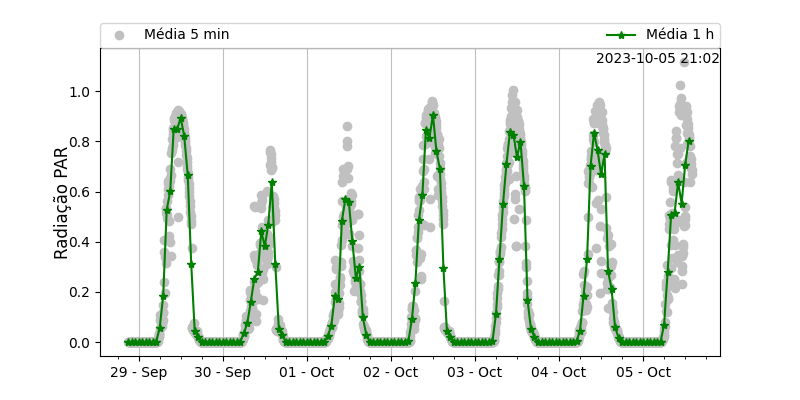 Média 5 min
Média 1 h
2023-10-05 21:02
Radiação PAR
1.0
0.8
0.6
0.4
0.2
0.0
29 - Sep
30 - Sep
01 - Oct
02 - Oct
03 - Oct
04 - Oct
05 - Oct